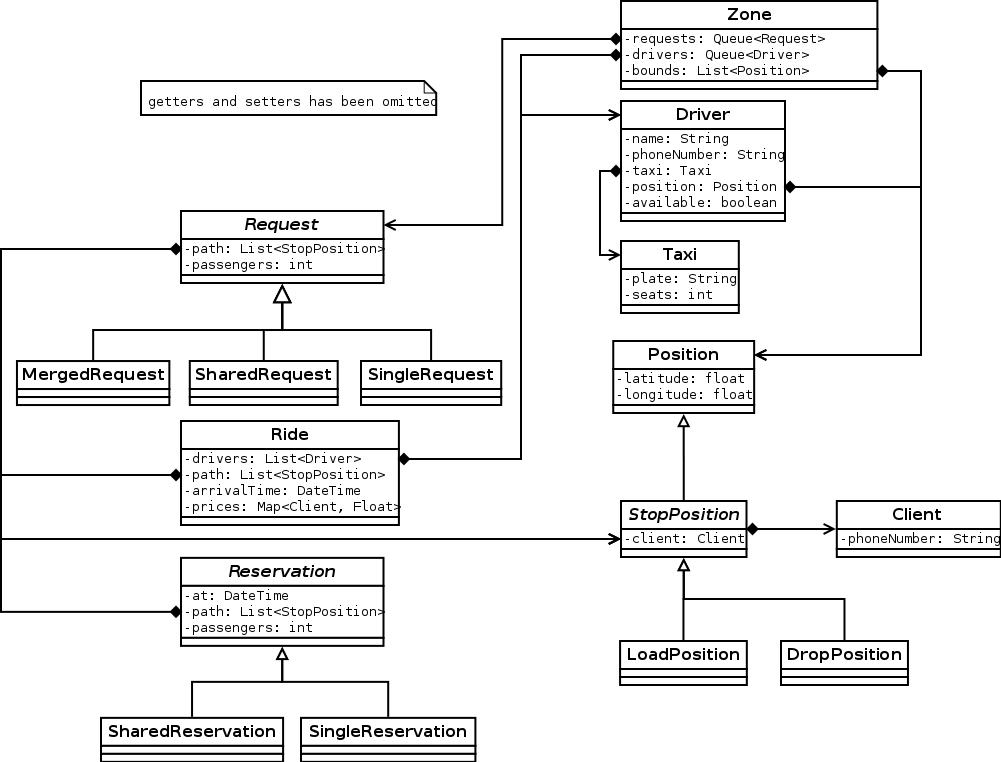 Zone
-requests: Queue<Request>
-drivers: Queue<Driver>
-bounds: List<Position>
getters and setters has been omitted
Driver
-name: String
-phoneNumber: String
-taxi: Taxi
-position: Position
-available: boolean
Request
-path: List<StopPosition>
-passengers: int
Taxi
-plate: String
-seats: int
MergedRequest
SharedRequest
SingleRequest
Position
-latitude: float
-longitude: float
Ride
-drivers: List<Driver>
-path: List<StopPosition>
-arrivalTime: DateTime
-prices: Map<Client, Float>
StopPosition
-client: Client
Client
-phoneNumber: String
Reservation
-at: DateTime
-path: List<StopPosition>
-passengers: int
LoadPosition
DropPosition
SharedReservation
SingleReservation